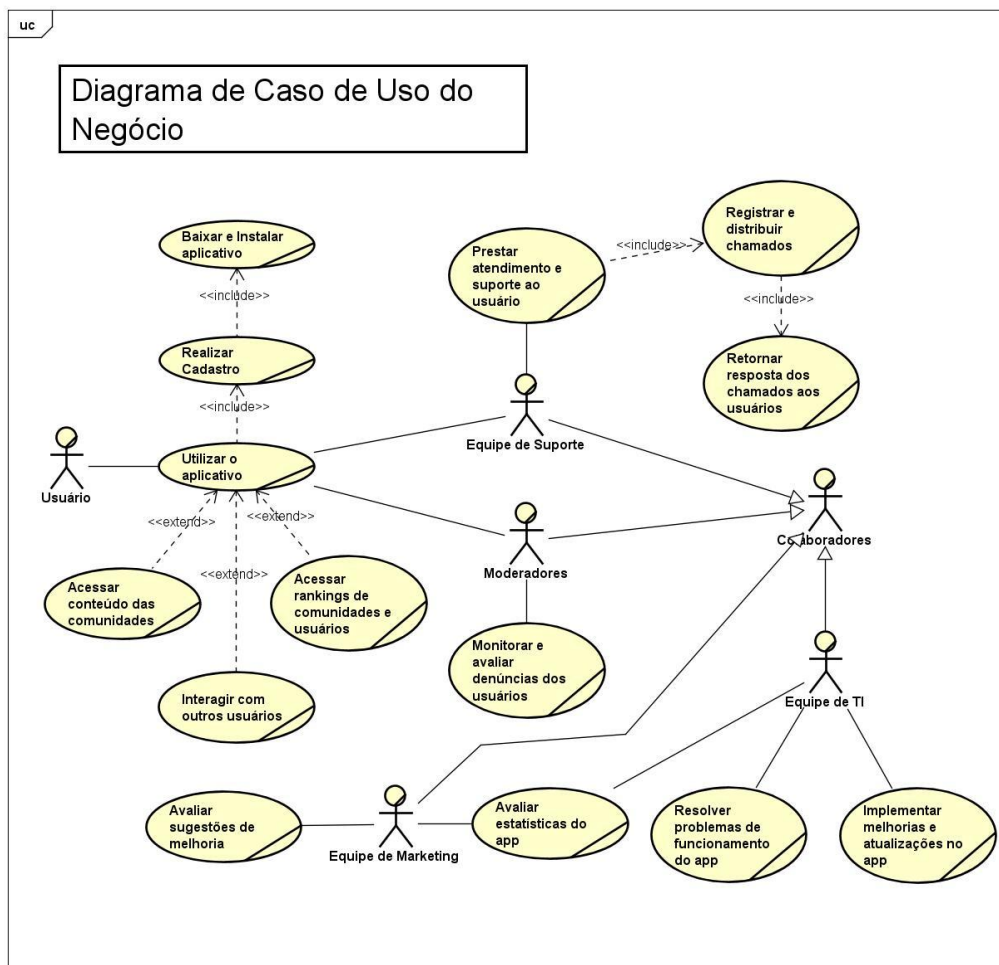 uc
Diagrama de Caso de Uso do
Negócio
Baixar e Instalar
aplicativo
<<include>>
Realizar
Cadastro
<<include>>
Usuário
Utilizar o
aplicativo
<<extend>>
<<extend>>
<<extend>>
Acessar
conteúdo das
comunidades
Acessar
rankings de
comunidades e
usuários
Interagir com
outros usuários
Prestar
atendimento e
suporte ao
usuário
<<include>>
Registrar e
distribuir
chamados
<<include>>
Retornar
resposta dos
chamados aos
usuários
Equipe de Suporte
Moderadores
Colaboradores
Monitorar e
avaliar
denúncias dos
usuários
Equipe de TI
Avaliar
sugestões de
melhoria
Equipe de Marketing
Avaliar
estatísticas do
app
Resolver
problemas de
funcionamento
do app
Implementar
melhorias e
atualizações no
app